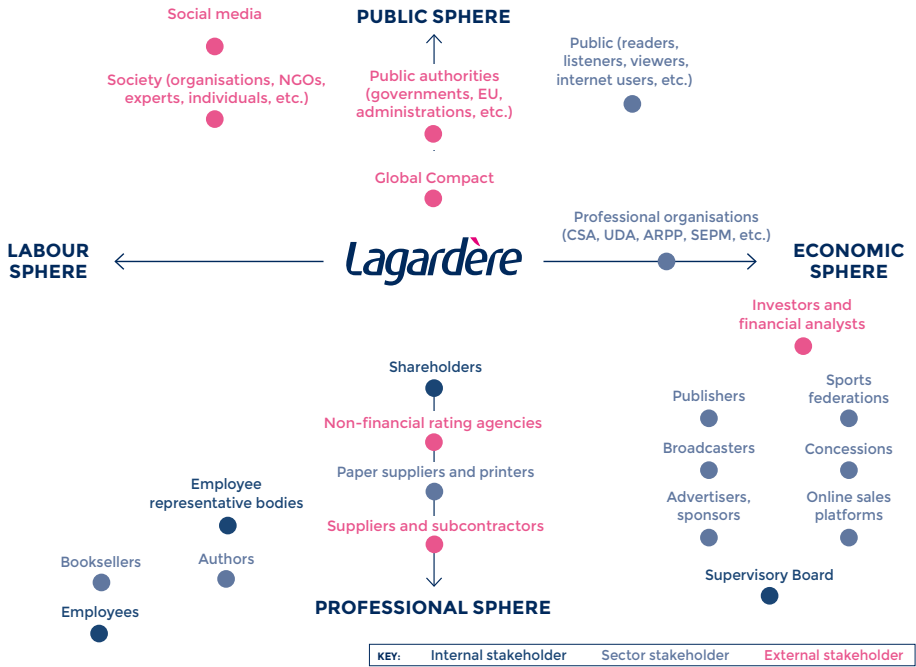 Social media
PUBLIC SPHERE
Public (readers,
listeners, viewers,
internet users, etc.)
Society (organisations, NGOs,
experts, individuals, etc.)
Public authorities
(governments, EU,
administrations, etc.)
Global Compact
Professional organisations
(CSA, UDA, ARPP, SEPM, etc.)
LABOUR
SPHERE
Lagardère
ECONOMIC
SPHERE
Investors and
financial analysts
Shareholders
Non-financial rating agencies
Paper suppliers and printers
Suppliers and subcontractors
Publishers
Sports
federations
Broadcasters
Concessions
Advertisers,
sponsors
Online sales
platforms
Employee
representative bodies
Booksellers
Authors
Employees
Supervisory Board
PROFESSIONAL SPHERE
KEY: Internal stakeholder Sector stakeholder External stakeholder